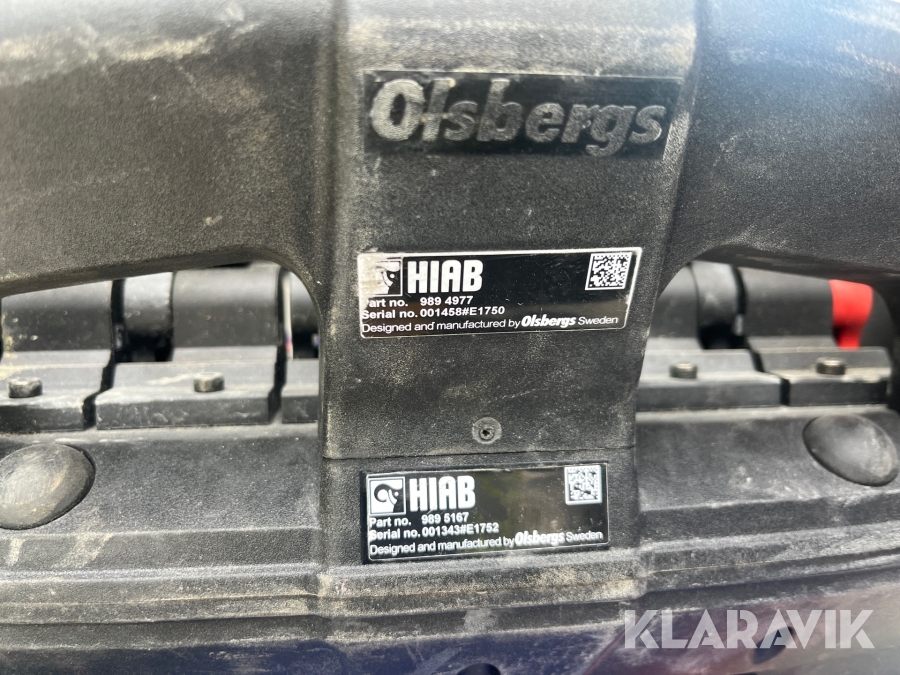 Olsbergs
HIAB
Part no. 989 4977
Serial no. 001458#E1750
Designed and manufactured by Olsbergs Sweden
HIAB
Part no. 989 5167
Serial no. 001343#E1752
Designed and manufactured by Olsbergs Sweden
KLARAVIK